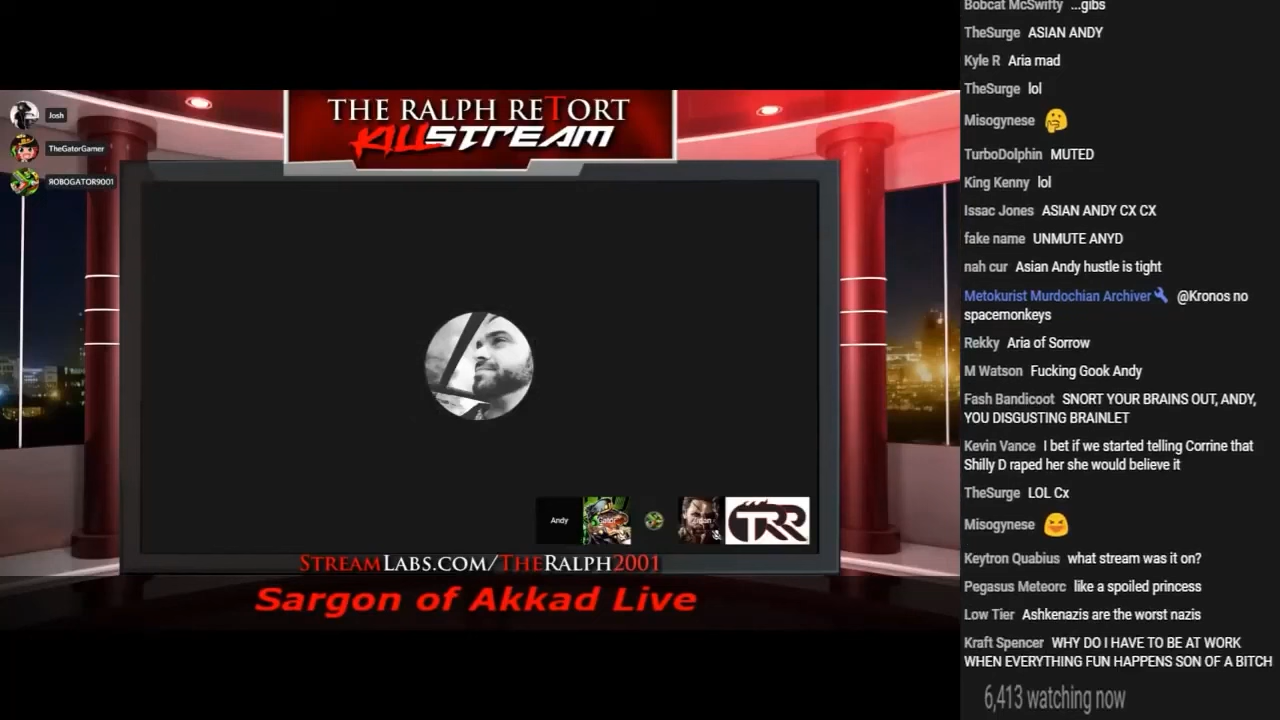 THE RALPH RETORT
KILLSTREAM
Josh
TheGatorGamer
ROBOGATOR9001
Andy
TRR
STREAMLABS.COM/THERALPH2001
Sargon of Akkad Live
Bobcat McSwifty ...gibs
TheSurge ASIAN ANDY
Kyle R Aria mad
TheSurge lol
Misogynese
TurboDolphin MUTED
King Kenny lol
Issac Jones ASIAN ANDY CX CX
fake name UNMUTE ANYD
nah cur Asian Andy hustle is tight
Metokurist Murdochian Archiver @Kronos no
spacemonkeys
Rekky Aria of Sorrow
M Watson Fucking Gook Andy
Fash Bandicoot SNORT YOUR BRAINS OUT, ANDY,
YOU DISGUSTING BRAINLET
Kevin Vance I bet if we started telling Corrine that
Shilly D raped her she would believe it
TheSurge LOL Cx
Misogynese
Keytron Quabius what stream was it on?
Pegasus Meteorc like a spoiled princess
Low Tier Ashkenazis are the worst nazis
Kraft Spencer WHY DO I HAVE TO BE AT WORK
WHEN EVERYTHING FUN HAPPENS SON OF A BITCH
6,413 watching now